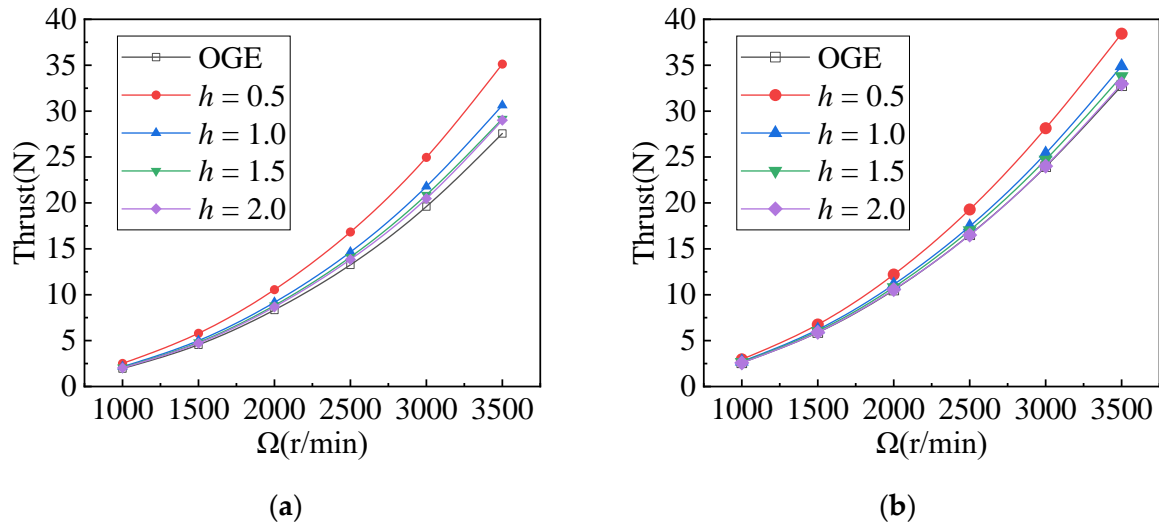 40
35
30
25
20
15
10
5
0
Thrust(N)
OGE
h = 0.5
h = 1.0
h = 1.5
h = 2.0
1000 1500 2000 2500 3000 3500
Ω(r/min)
(a)
40
35
30
25
20
15
10
5
0
Thrust(N)
OGE
h = 0.5
h = 1.0
h = 1.5
h = 2.0
1000 1500 2000 2500 3000 3500
Ω(r/min)
(b)